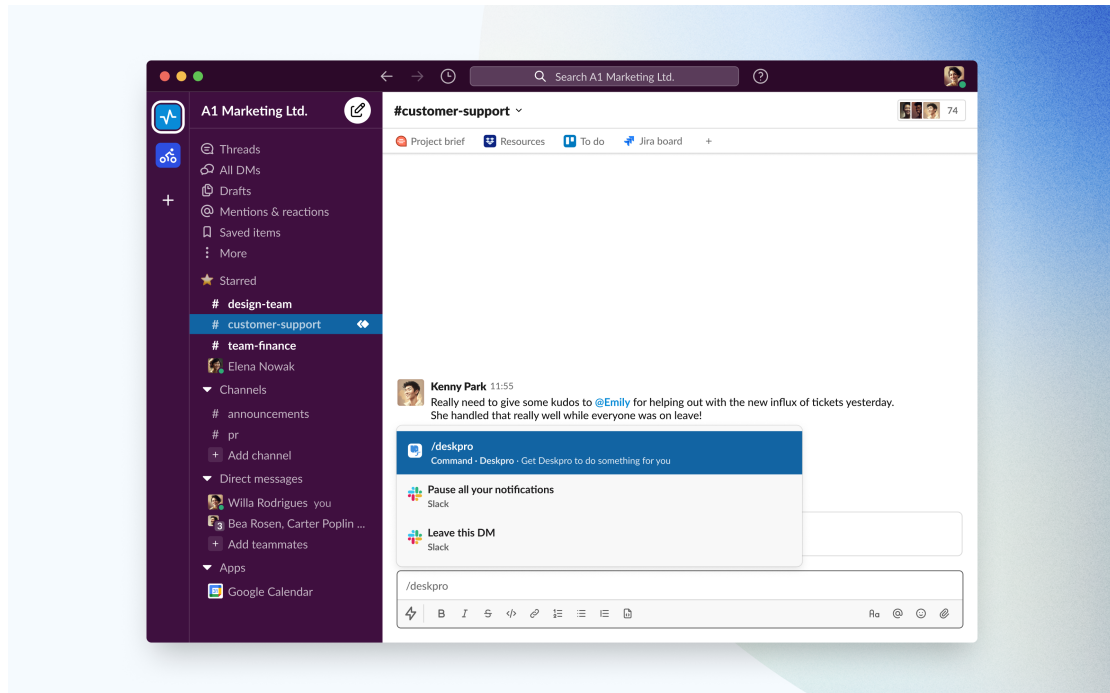 Search A1 Marketing Ltd.
A1 Marketing Ltd.
Threads
All DMs
Drafts
Mentions & reactions
Saved items
More
Starred
# design-team
# customer-support
# team-finance
Elena Nowak
Channels
# announcements
# pr
+ Add channel
Direct messages
Willa Rodrigues you
3 Bea Rosen, Carter Poplin ...
+ Add teammates
Apps
Google Calendar
#customer-support
74
Project brief Resources To do Jira board +
Kenny Park 11:55
Really need to give some kudos to @Emily for helping out with the new influx of tickets yesterday.
She handled that really well while everyone was on leave!
/deskpro
Command · Deskpro · Get Deskpro to do something for you
Pause all your notifications
Slack
Leave this DM
Slack
/deskpro
B I S </> Aa @